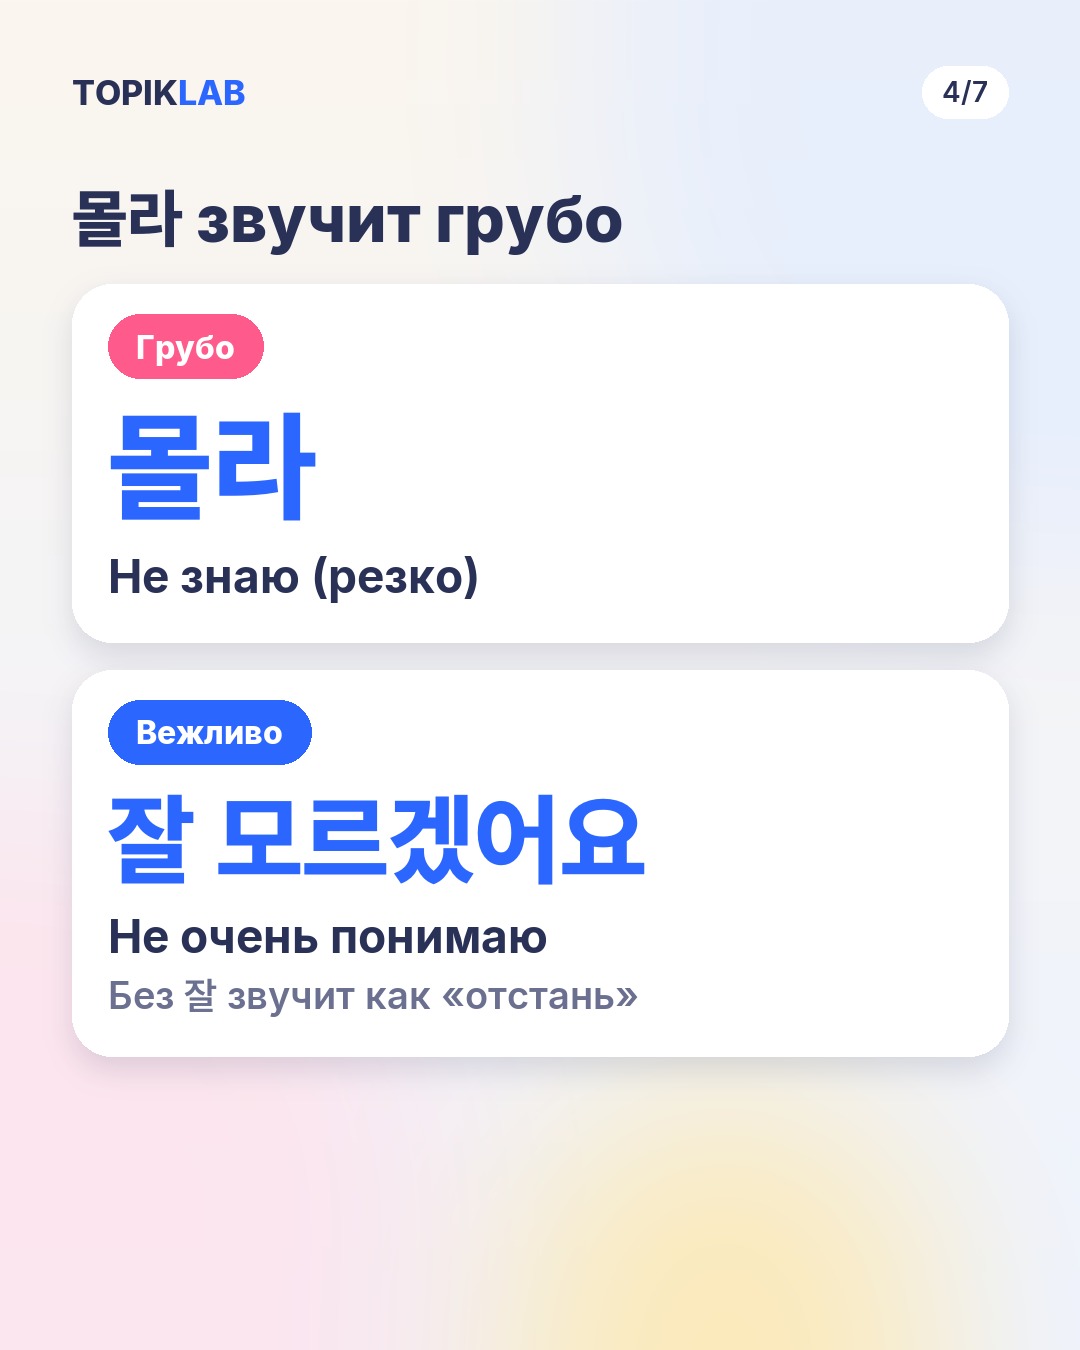 TOPIKLAB
4/7
몰라 звучит грубо
Грубо
몰라
Не знаю (резко)
Вежливо
잘 모르겠어요
Не очень понимаю
Без 잘 звучит как «отстань»